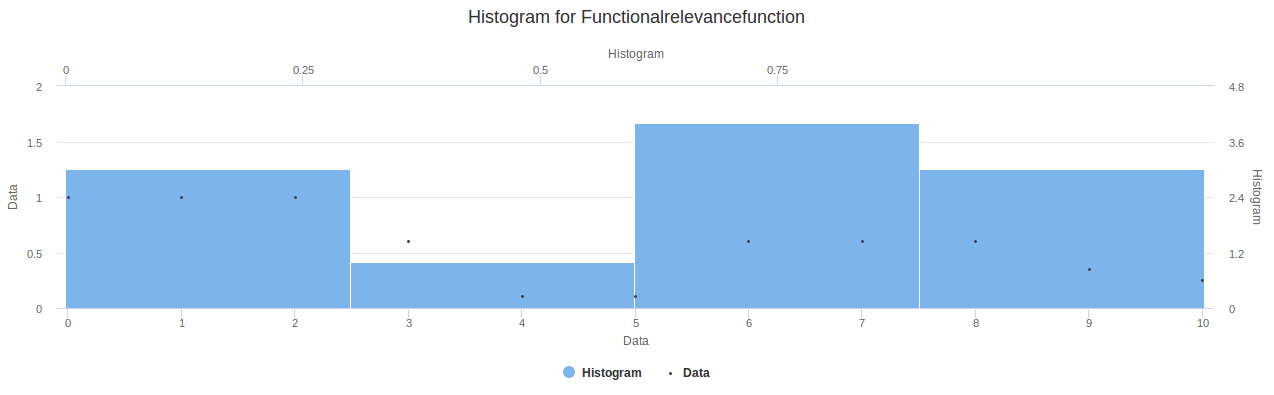 Histogram for Functionalrelevancefunction
Histogram
0 0.25 0.5 0.75
2 4.8
1.5 3.6
1 2.4
0.5 1.2
0 0
Data
Histogram
0 1 2 3 4 5 6 7 8 9 10
Data
Histogram Data